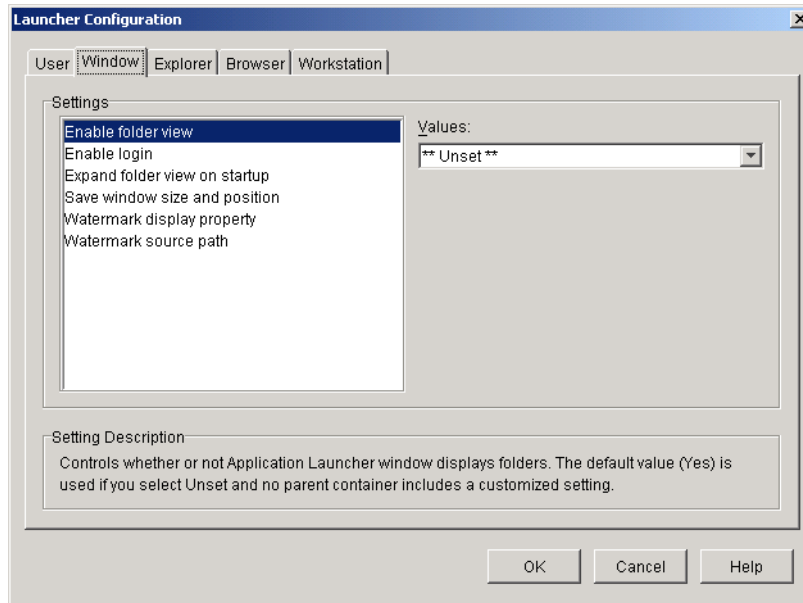 Launcher Configuration
User Window Explorer Browser Workstation
Settings
Enable folder view
Enable login
Expand folder view on startup
Save window size and position
Watermark display property
Watermark source path
Values:
** Unset **
Setting Description
Controls whether or not Application Launcher window displays folders. The default value (Yes) is
used if you select Unset and no parent container includes a customized setting.
OK Cancel Help